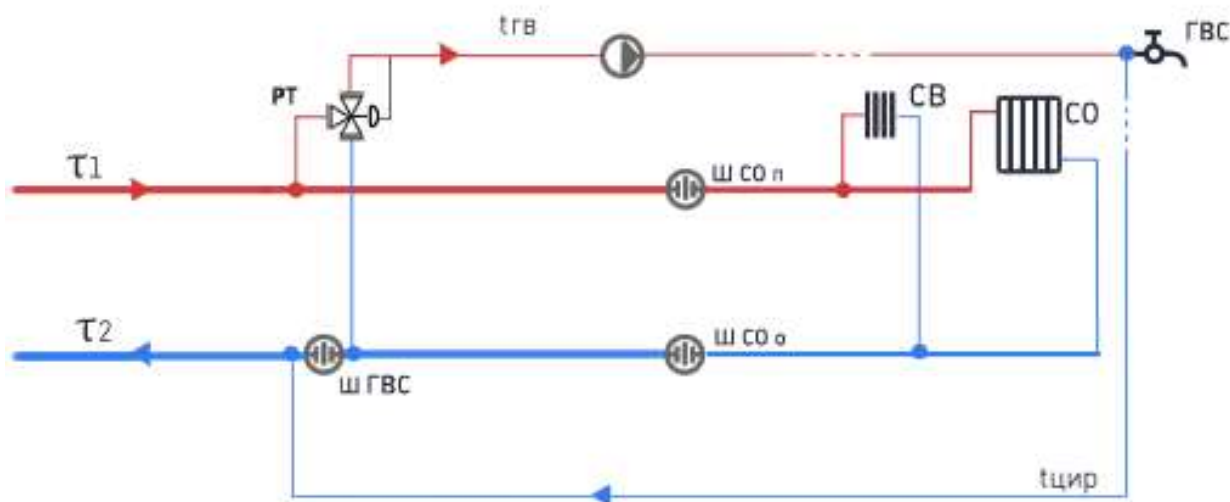 tгв
ГВС
РТ
СВ
СО
τ1
Ш СО п
τ2
Ш СО о
Ш ГВС
tцир